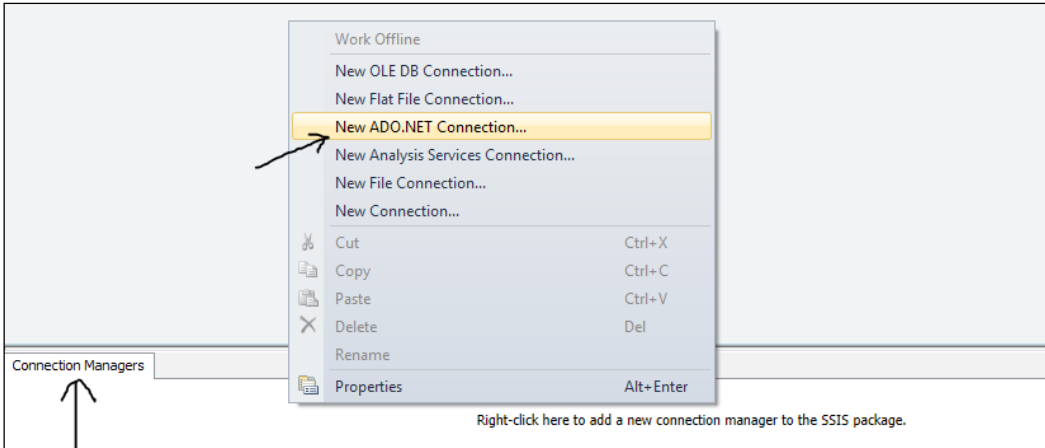 Work Offline
New OLE DB Connection...
New Flat File Connection...
New ADO.NET Connection...
New Analysis Services Connection...
New File Connection...
New Connection...
Cut Ctrl+X
Copy Ctrl+C
Paste Ctrl+V
Delete Del
Rename
Properties Alt+Enter
Connection Managers
Right-click here to add a new connection manager to the SSIS package.